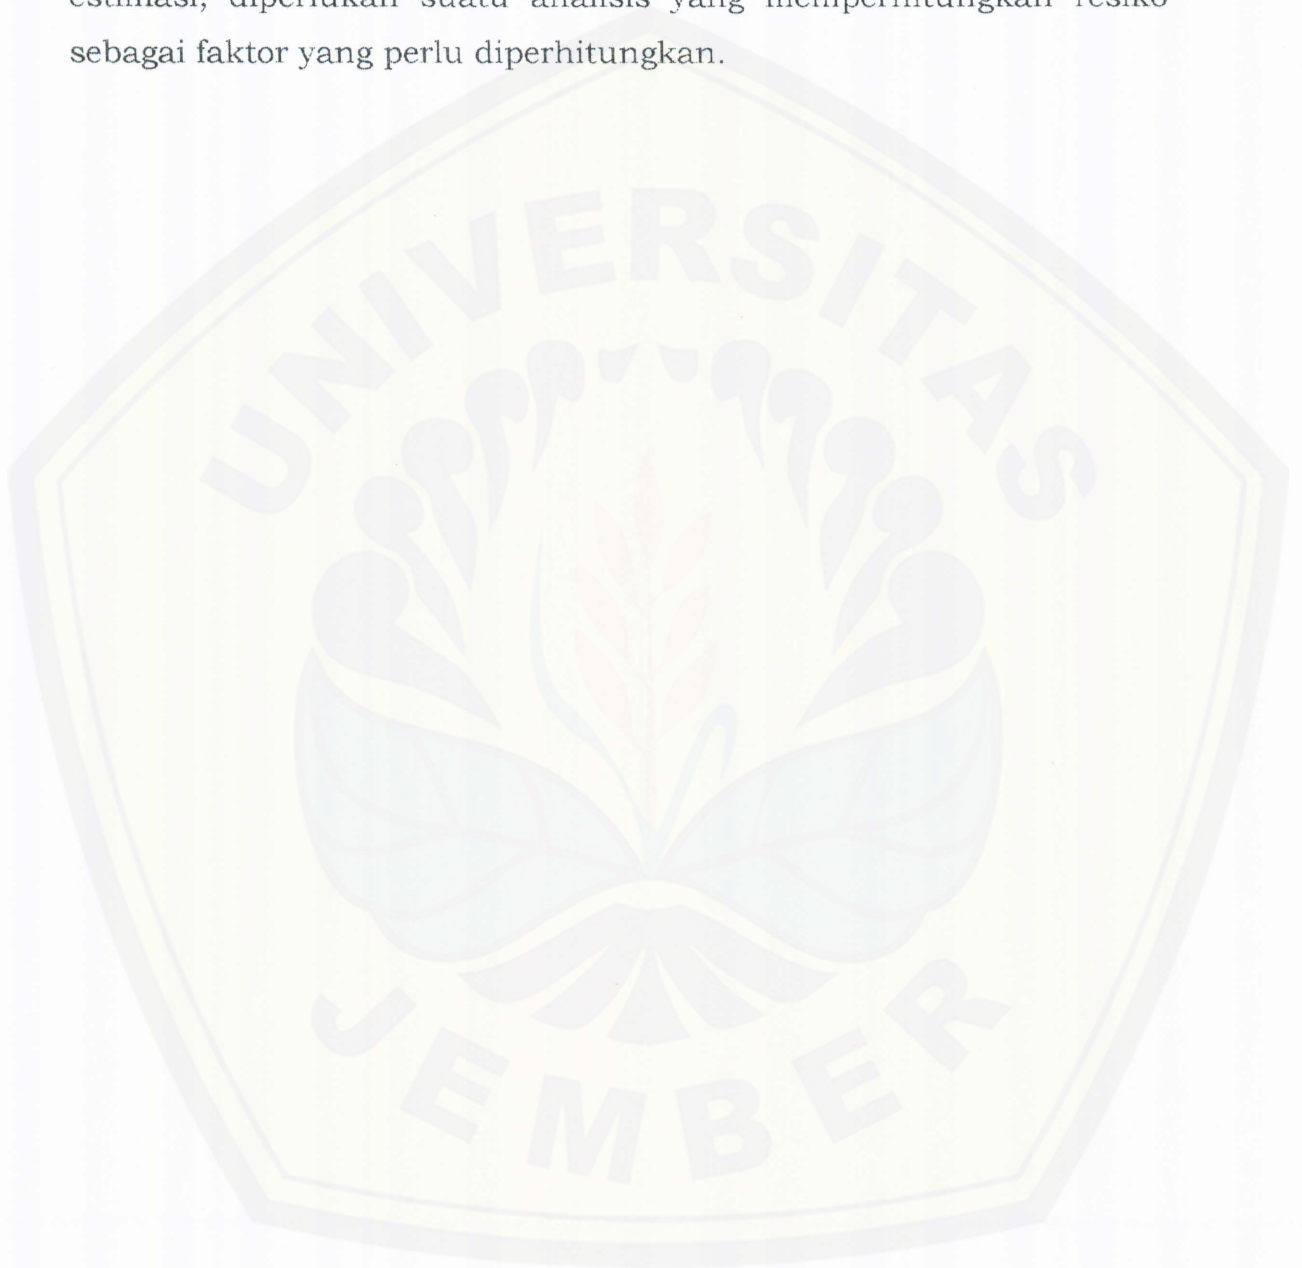 estimasi, diperlukan suatu analisis yang memperhitungkan resiko
sebagai faktor yang perlu diperhitungkan.
UNIVERSITAS
JEMBER